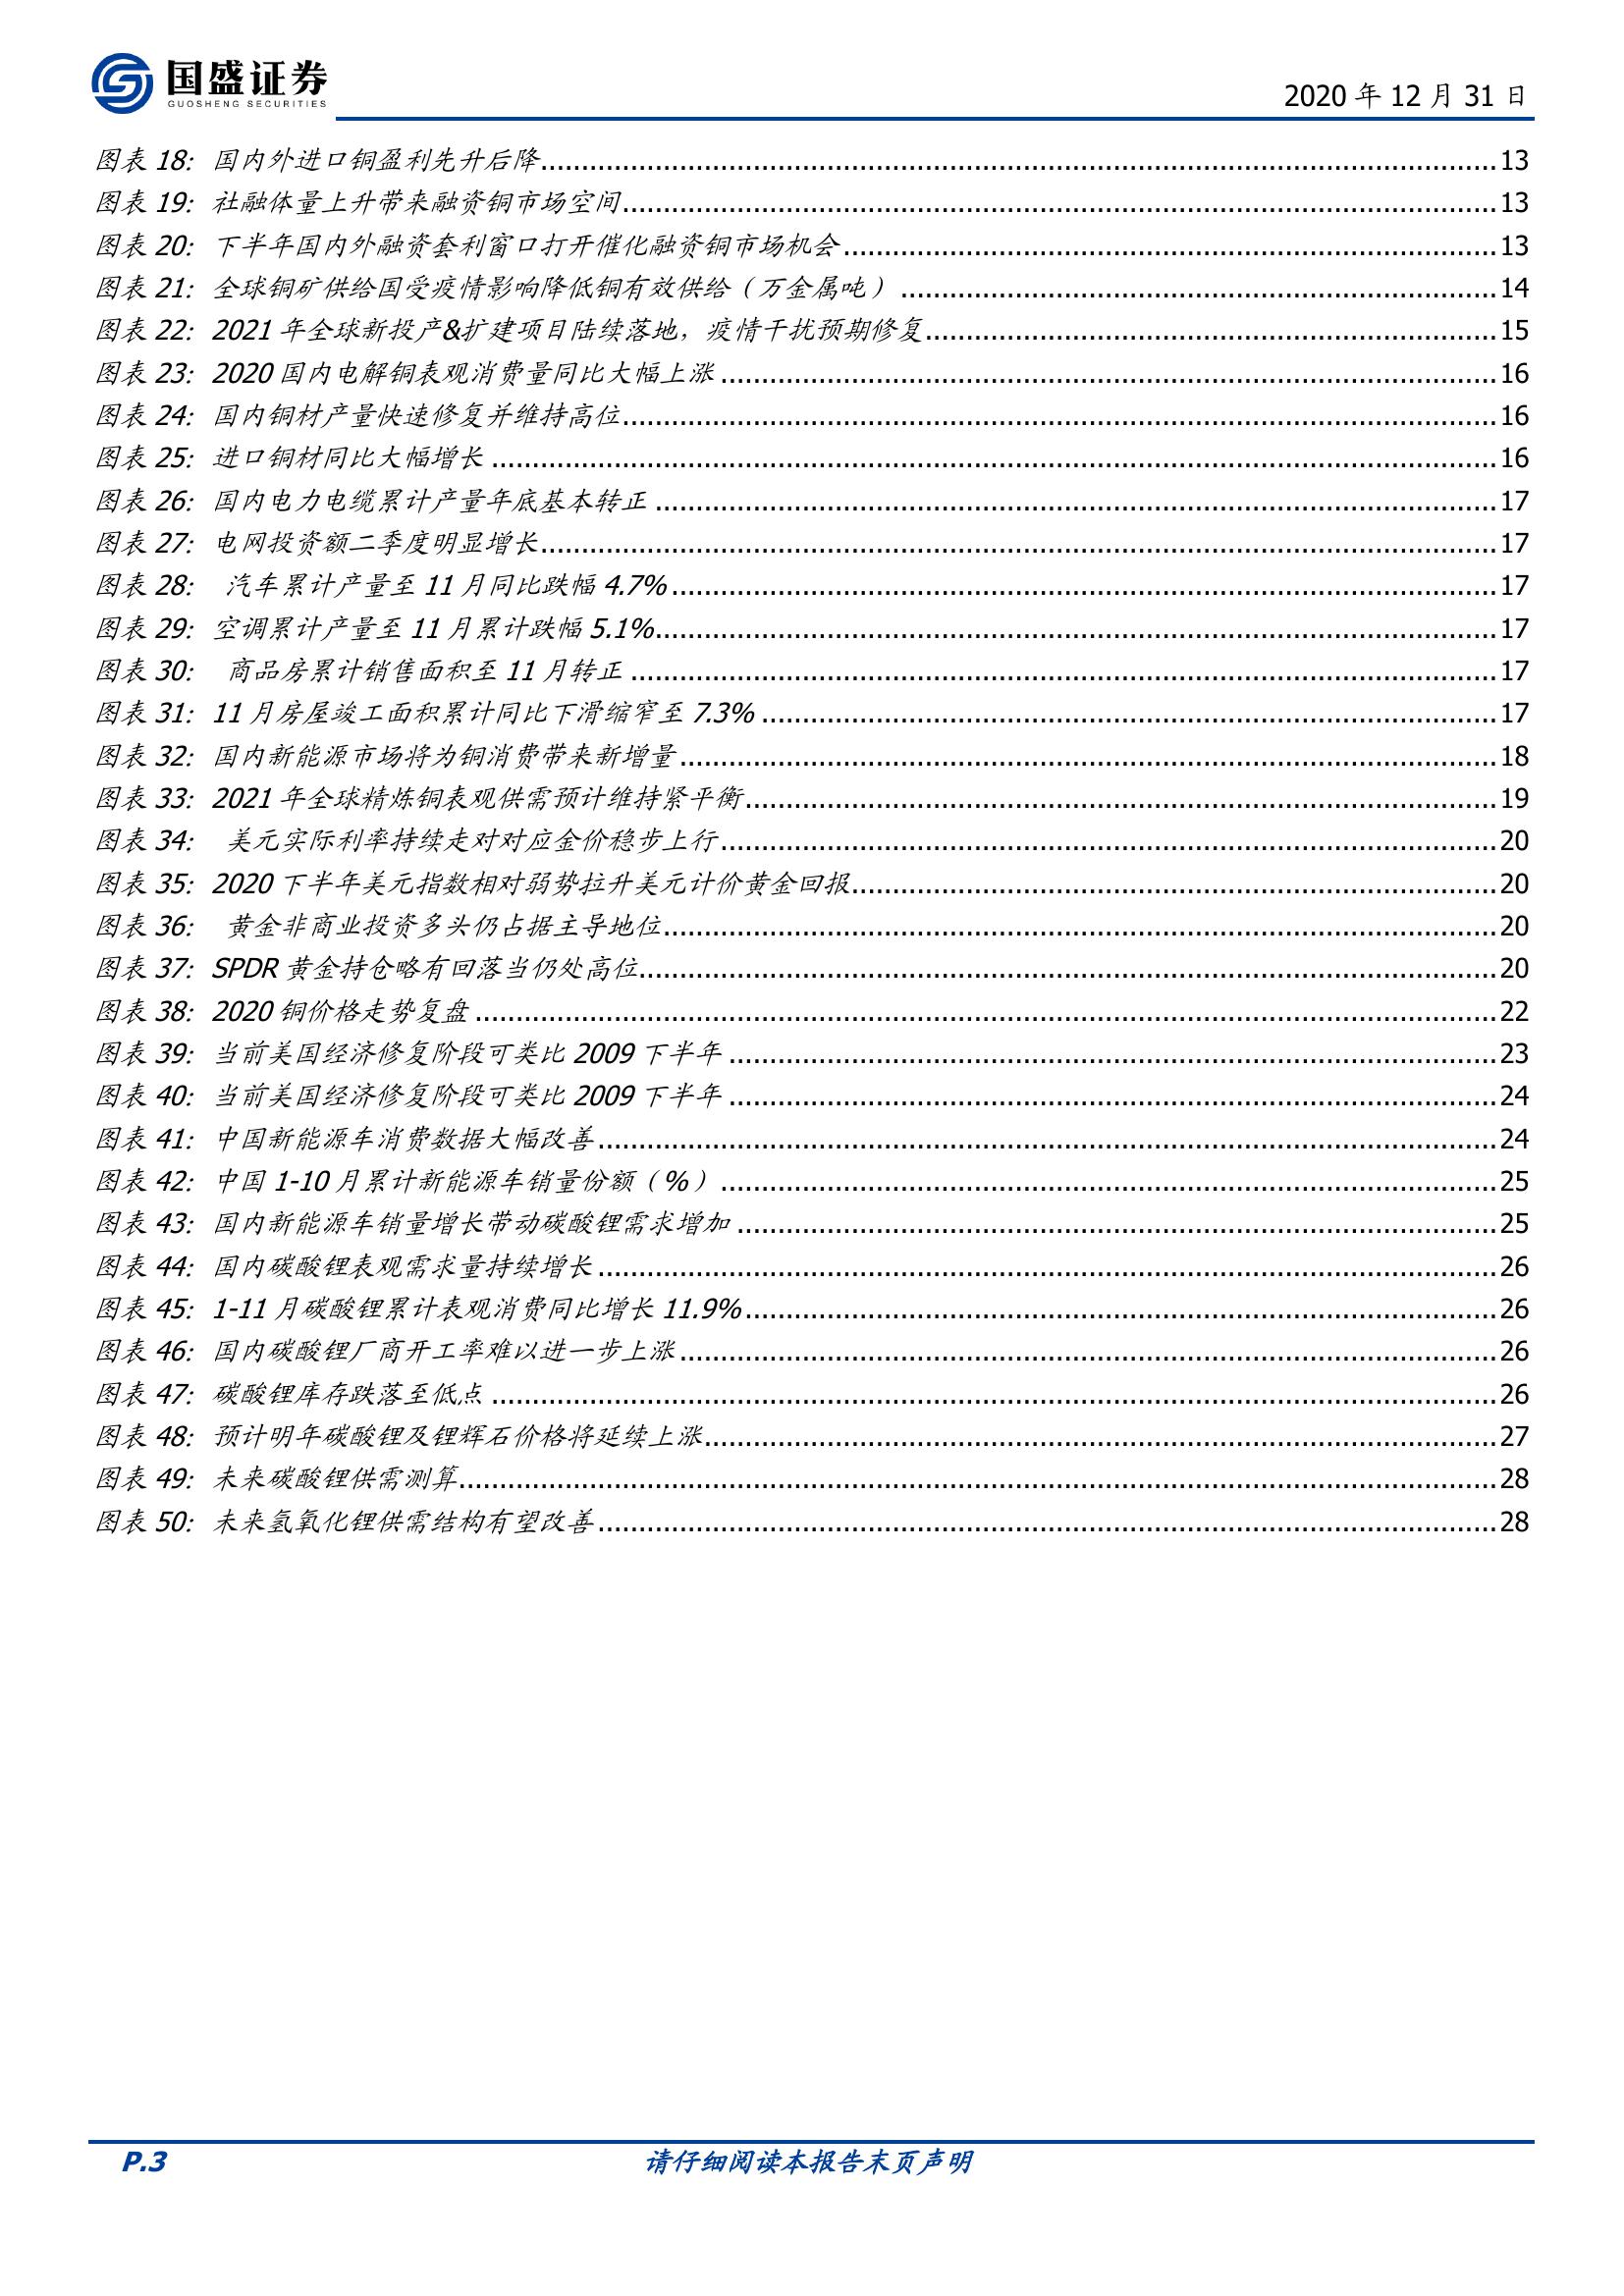 国盛证券
GUOSHENG SECURITIES
2020 年 12 月 31 日
图表 18: 国内外进口铜盈利先升后降 13
图表 19: 社融体量上升带来融资铜市场空间 13
图表 20: 下半年国内外融资套利窗口打开催化融资铜市场机会 13
图表 21: 全球铜矿供给国受疫情影响降低铜有效供给（万金属吨） 14
图表 22: 2021 年全球新投产&扩建项目陆续落地，疫情干扰预期修复 15
图表 23: 2020 国内电解铜表观消费量同比大幅上涨 16
图表 24: 国内铜材产量快速修复并维持高位 16
图表 25: 进口铜材同比大幅增长 16
图表 26: 国内电力电缆累计产量年底基本转正 17
图表 27: 电网投资额二季度明显增长 17
图表 28: 汽车累计产量至 11 月同比跌幅 4.7% 17
图表 29: 空调累计产量至 11 月累计跌幅 5.1% 17
图表 30: 商品房累计销售面积至 11 月转正 17
图表 31: 11 月房屋竣工面积累计同比下滑缩窄至 7.3% 17
图表 32: 国内新能源市场将为铜消费带来新增量 18
图表 33: 2021 年全球精炼铜表观供需预计维持紧平衡 19
图表 34: 美元实际利率持续走对对应金价稳步上行 20
图表 35: 2020 下半年美元指数相对弱势拉升美元计价黄金回报 20
图表 36: 黄金非商业投资多头仍占据主导地位 20
图表 37: SPDR 黄金持仓略有回落当仍处高位 20
图表 38: 2020 铜价格走势复盘 22
图表 39: 当前美国经济修复阶段可类比 2009 下半年 23
图表 40: 当前美国经济修复阶段可类比 2009 下半年 24
图表 41: 中国新能源车消费数据大幅改善 24
图表 42: 中国 1-10 月累计新能源车销量份额（%） 25
图表 43: 国内新能源车销量增长带动碳酸锂需求增加 25
图表 44: 国内碳酸锂表观需求量持续增长 26
图表 45: 1-11 月碳酸锂累计表观消费同比增长 11.9% 26
图表 46: 国内碳酸锂厂商开工率难以进一步上涨 26
图表 47: 碳酸锂库存跌落至低点 26
图表 48: 预计明年碳酸锂及锂辉石价格将延续上涨 27
图表 49: 未来碳酸锂供需测算 28
图表 50: 未来氢氧化锂供需结构有望改善 28
P.3 请仔细阅读本报告末页声明